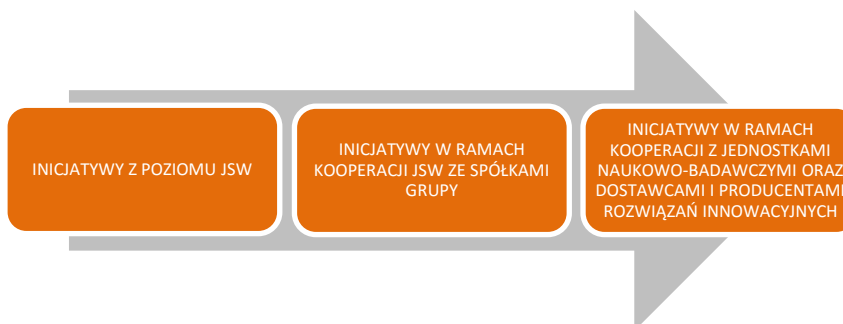 INICJATYWY Z POZIOMU JSW
INICJATYWY W RAMACH
KOOPERACJI JSW ZE SPÓŁKAMI
GRUPY
INICJATYWY W RAMACH
KOOPERACJI Z JEDNOSTKAMI
NAUKOWO-BADAWCZYMI ORAZ
DOSTAWCAMI I PRODUCENTAMI
ROZWIĄZAŃ INNOWACYJNYCH